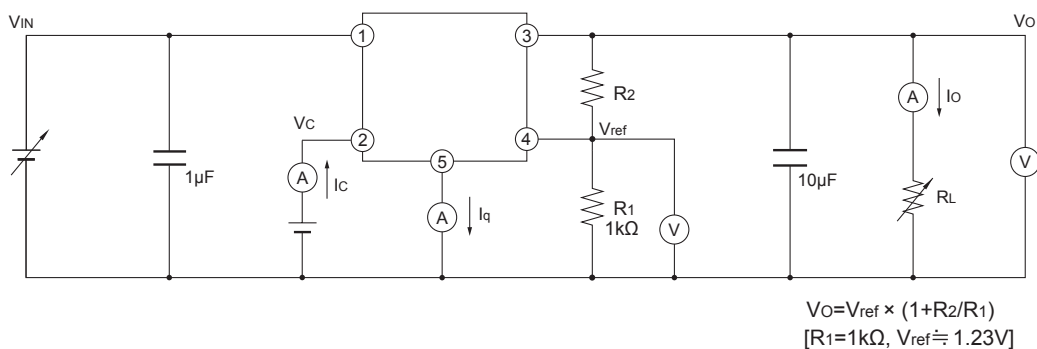 VIN
1
3
VO
R2
A
IO
VC
2
4
Vref
5
1µF
A
IC
A
Iq
R1
1kΩ
V
10µF
RL
V
VO=Vref × (1+R2/R1)
[R1=1kΩ, Vref≒ 1.23V]